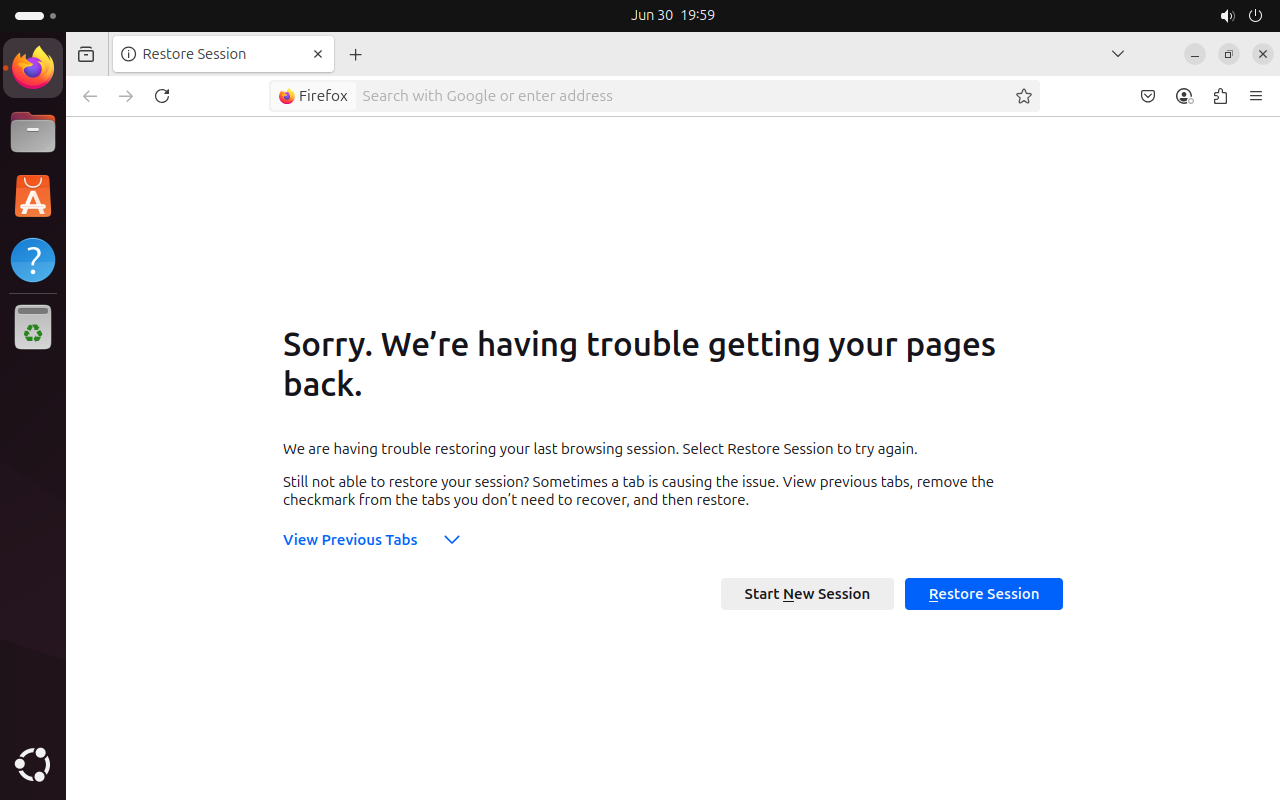 Jun 30 19:59
Restore Session
Firefox
Search with Google or enter address
Sorry. We’re having trouble getting your pages
back.
We are having trouble restoring your last browsing session. Select Restore Session to try again.
Still not able to restore your session? Sometimes a tab is causing the issue. View previous tabs, remove the
checkmark from the tabs you don’t need to recover, and then restore.
View Previous Tabs
Start New Session
Restore Session